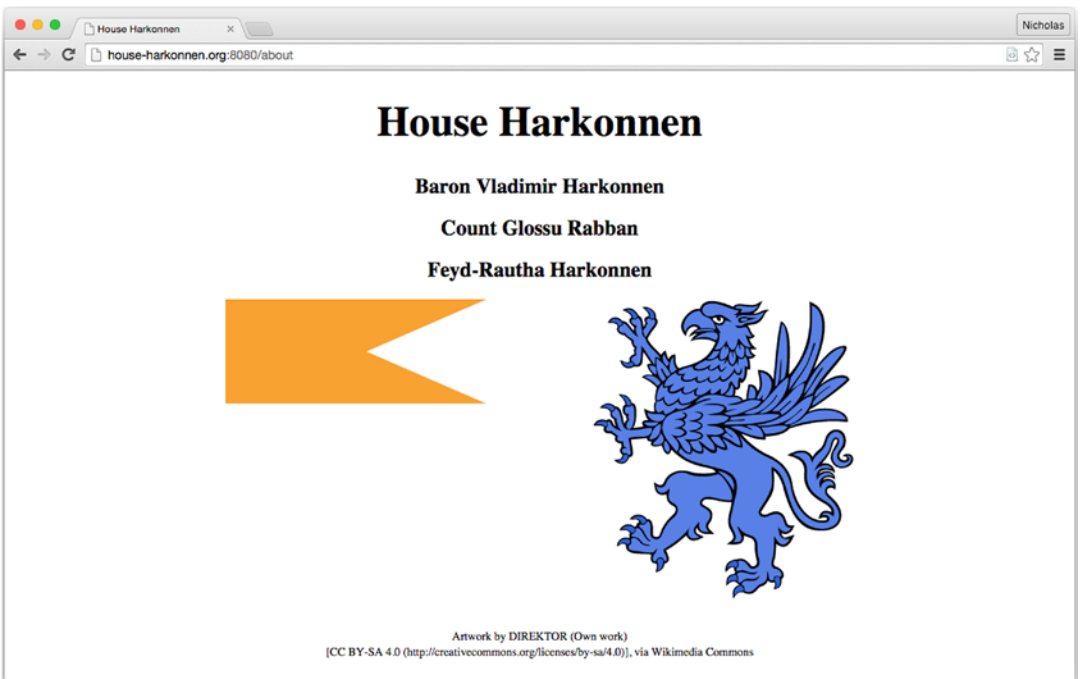 House Harkonnen
Nicholas
house-harkonnen.org:8080/about
House Harkonnen
Baron Vladimir Harkonnen
Count Glossu Rabban
Feyd-Rautha Harkonnen
Artwork by DIREKTOR (Own work)
[CC BY-SA 4.0 (http://creativecommons.org/licenses/by-sa/4.0)], via Wikimedia Commons